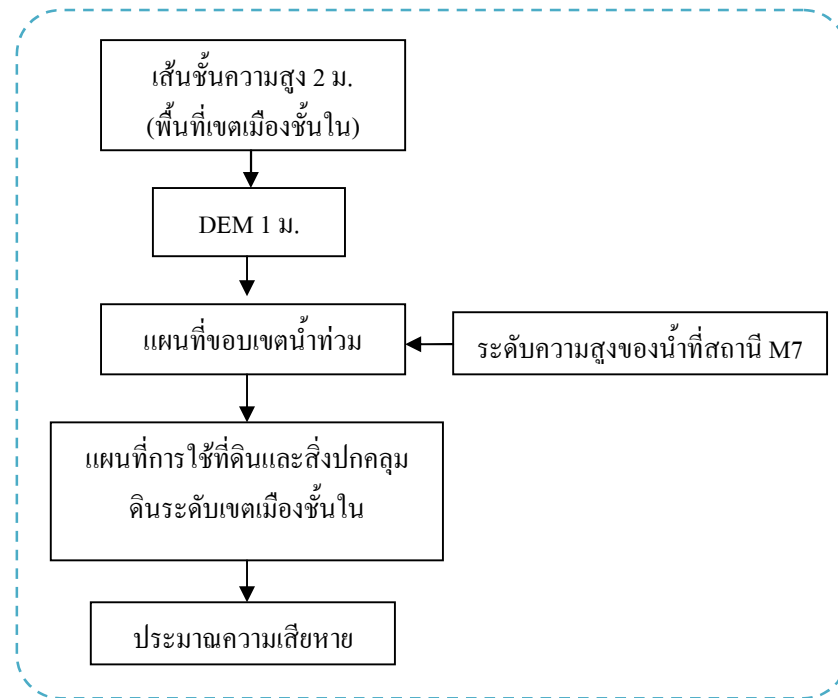 เส้นชั้นความสูง 2 ม.
(พื้นที่เขตเมืองชั้นใน)
DEM 1 ม.
แผนที่ขอบเขตน้ำท่วม
ระดับความสูงของน้ำที่สถานี M7
แผนที่การใช้ที่ดินและสิ่งปกคลุม
ดินระดับเขตเมืองชั้นใน
ประมาณความเสียหาย